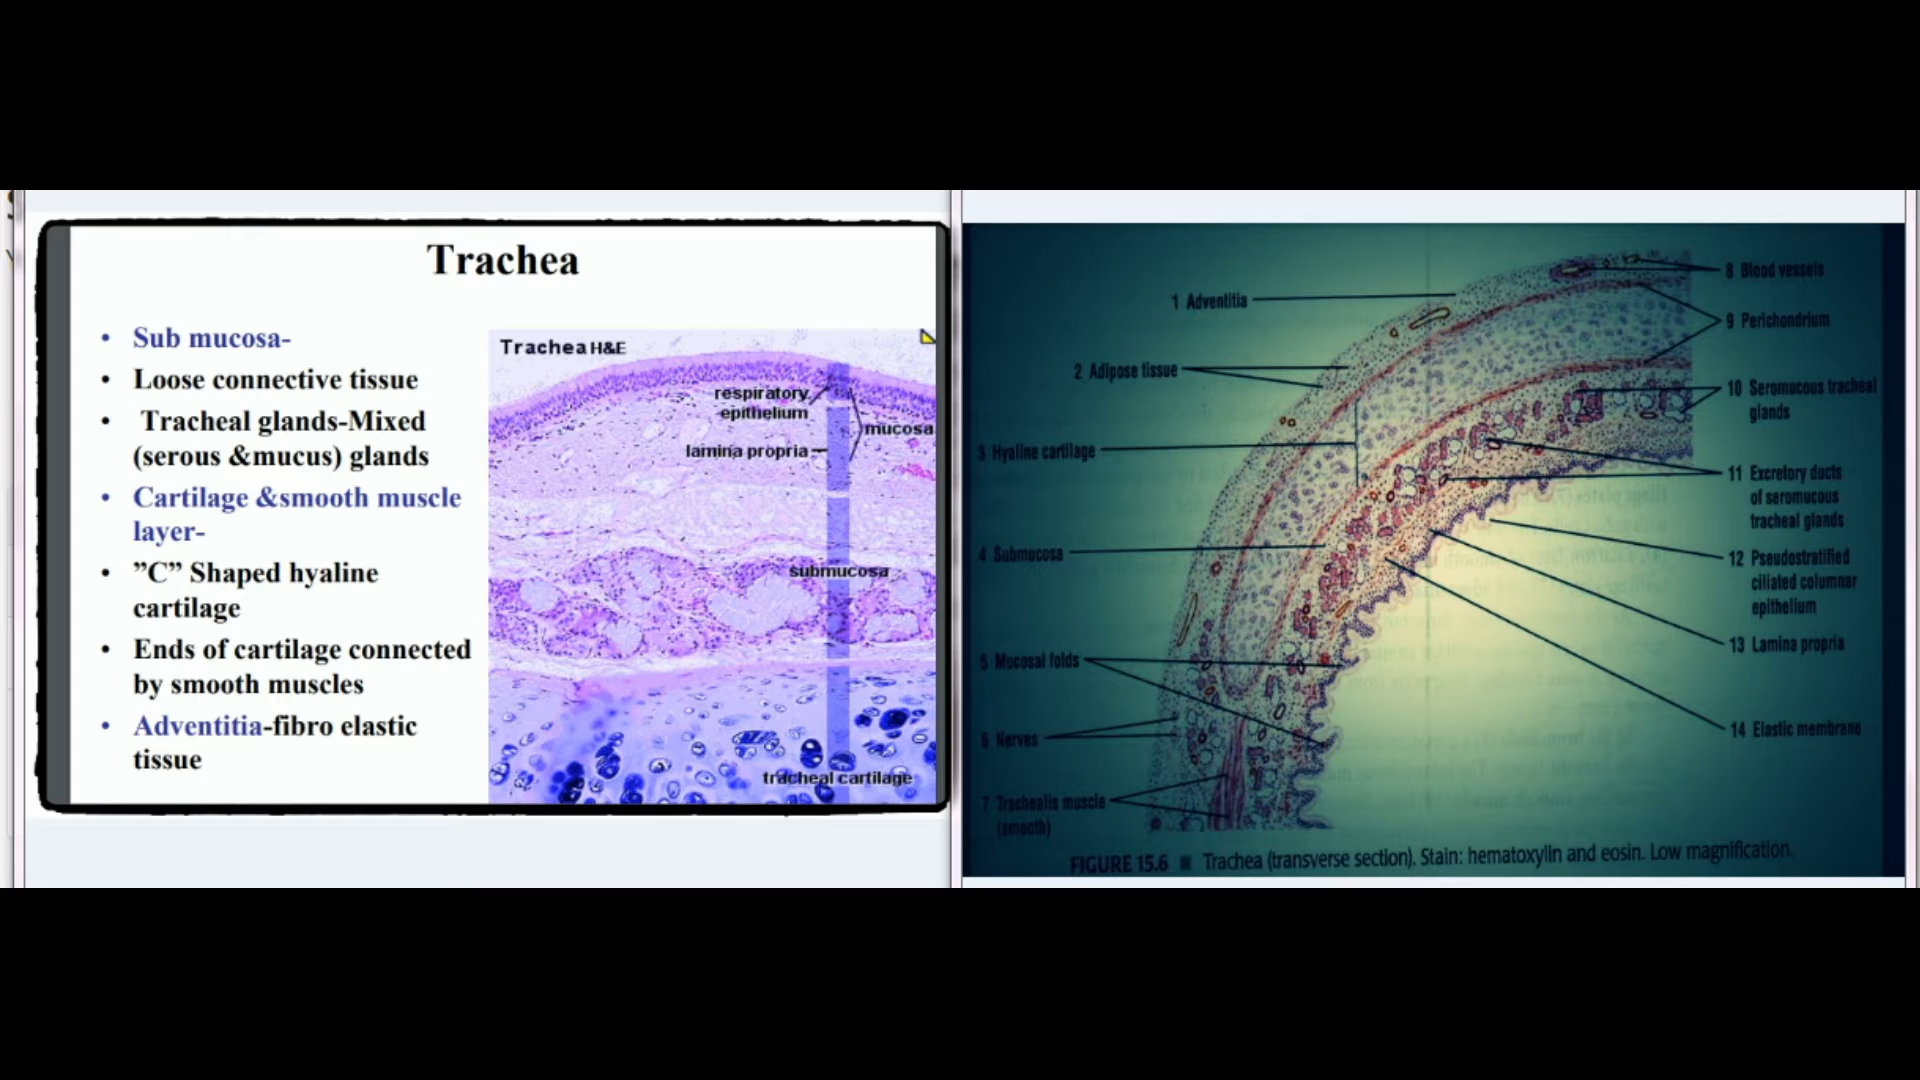 Trachea
• Sub mucosa-
• Loose connective tissue
• Tracheal glands-Mixed
(serous &mucus) glands
• Cartilage &smooth muscle
layer-
• ”C” Shaped hyaline
cartilage
• Ends of cartilage connected
by smooth muscles
• Adventitia-fibro elastic
tissue
Trachea H&E
respiratory
epithelium
mucosa
lamina propria
submucosa
tracheal cartilage
1 Adventitia
2 Adipose tissue
3 Hyaline cartilage
4 Submucosa
5 Mucosal folds
6 Nerves
7 Trachealis muscle
(smooth)
8 Blood vessels
9 Perichondrium
10 Seromucous tracheal
glands
11 Excretory ducts
of seromucous
tracheal glands
12 Pseudostratified
ciliated columnar
epithelium
13 Lamina propria
14 Elastic membrane
FIGURE 15.6 ■ Trachea (transverse section). Stain: hematoxylin and eosin. Low magnification.